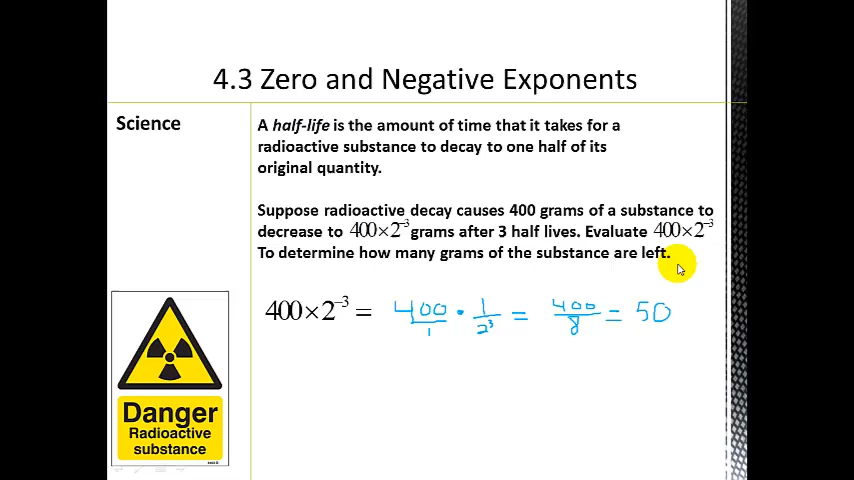 4.3 Zero and Negative Exponents
Science
A half-life is the amount of time that it takes for a
radioactive substance to decay to one half of its
original quantity.
Suppose radioactive decay causes 400 grams of a substance to
decrease to 400×2⁻³ grams after 3 half lives. Evaluate 400×2⁻³
To determine how many grams of the substance are left.
400×2⁻³ = 400/1 · 1/2³ = 400/8 = 50
Danger
Radioactive
substance